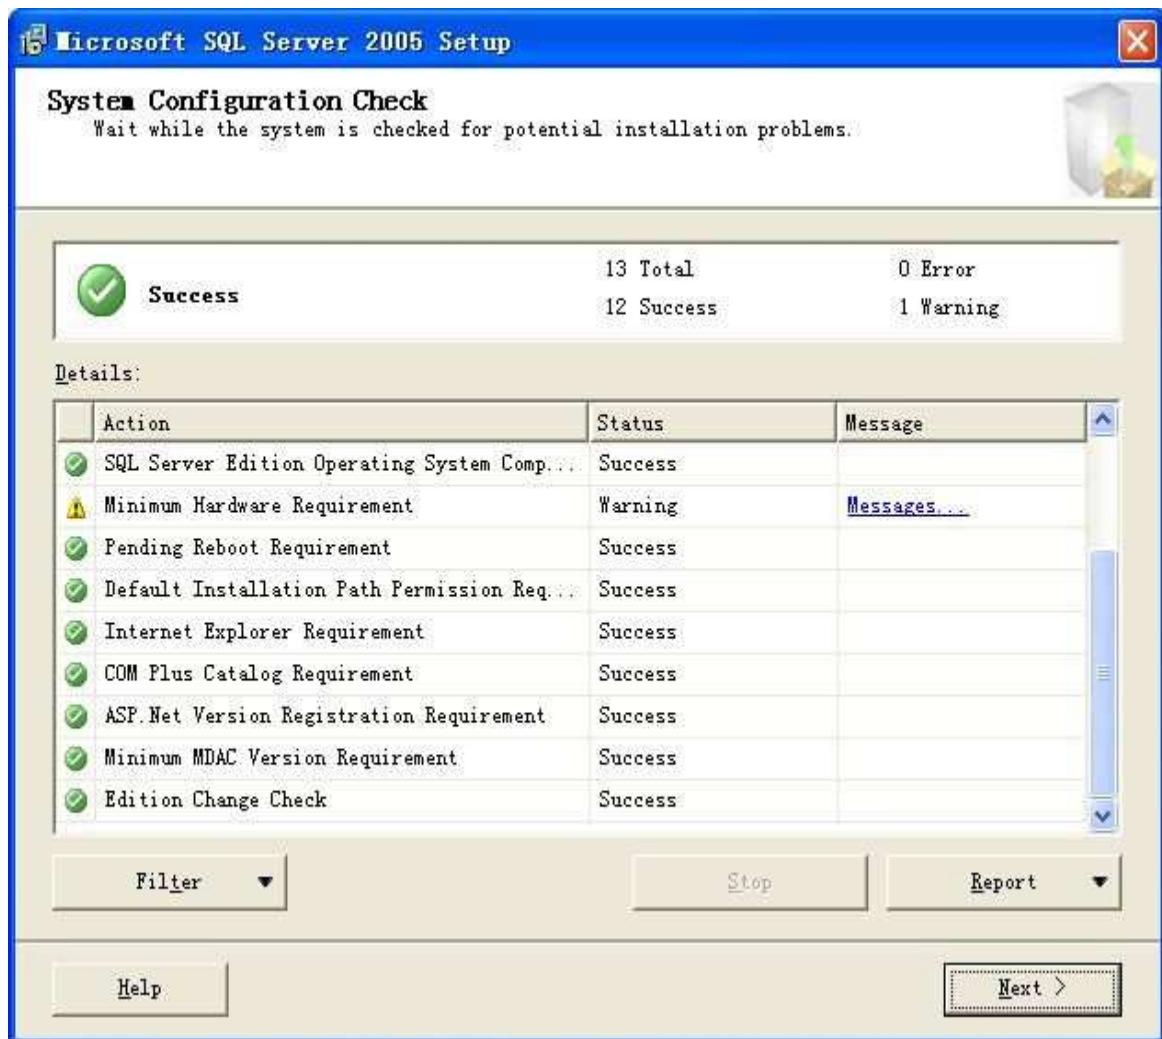 Microsoft SQL Server 2005 Setup
System Configuration Check
Wait while the system is checked for potential installation problems.
Success
13 Total
0 Error
12 Success
1 Warning
Details:
Action Status Message
SQL Server Edition Operating System Comp... Success
Minimum Hardware Requirement Warning Messages...
Pending Reboot Requirement Success
Default Installation Path Permission Req... Success
Internet Explorer Requirement Success
COM Plus Catalog Requirement Success
ASP.Net Version Registration Requirement Success
Minimum MDAC Version Requirement Success
Edition Change Check Success
Filter Stop Report
Help Next >